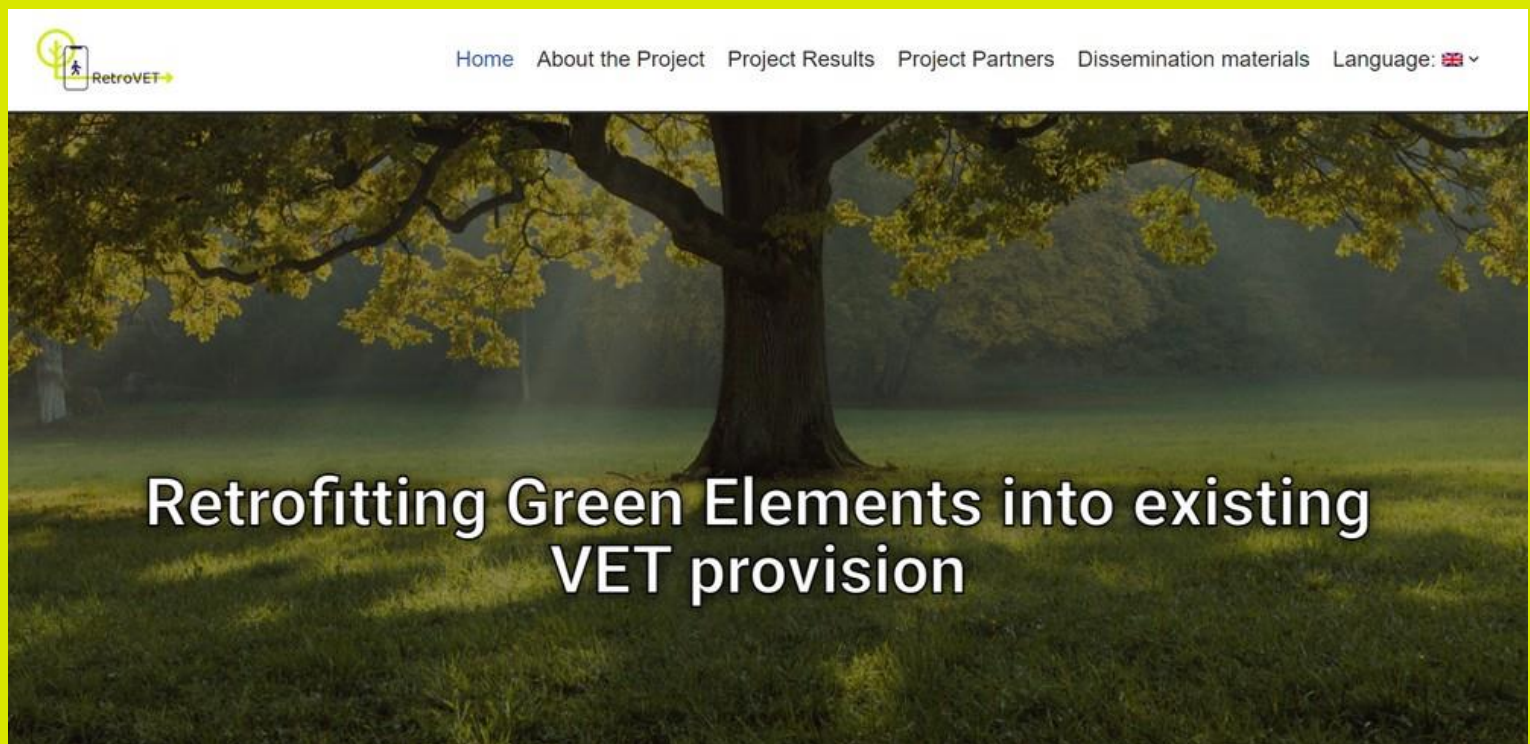 RetroVET
Home About the Project Project Results Project Partners Dissemination materials Language:
Retrofitting Green Elements into existing
VET provision